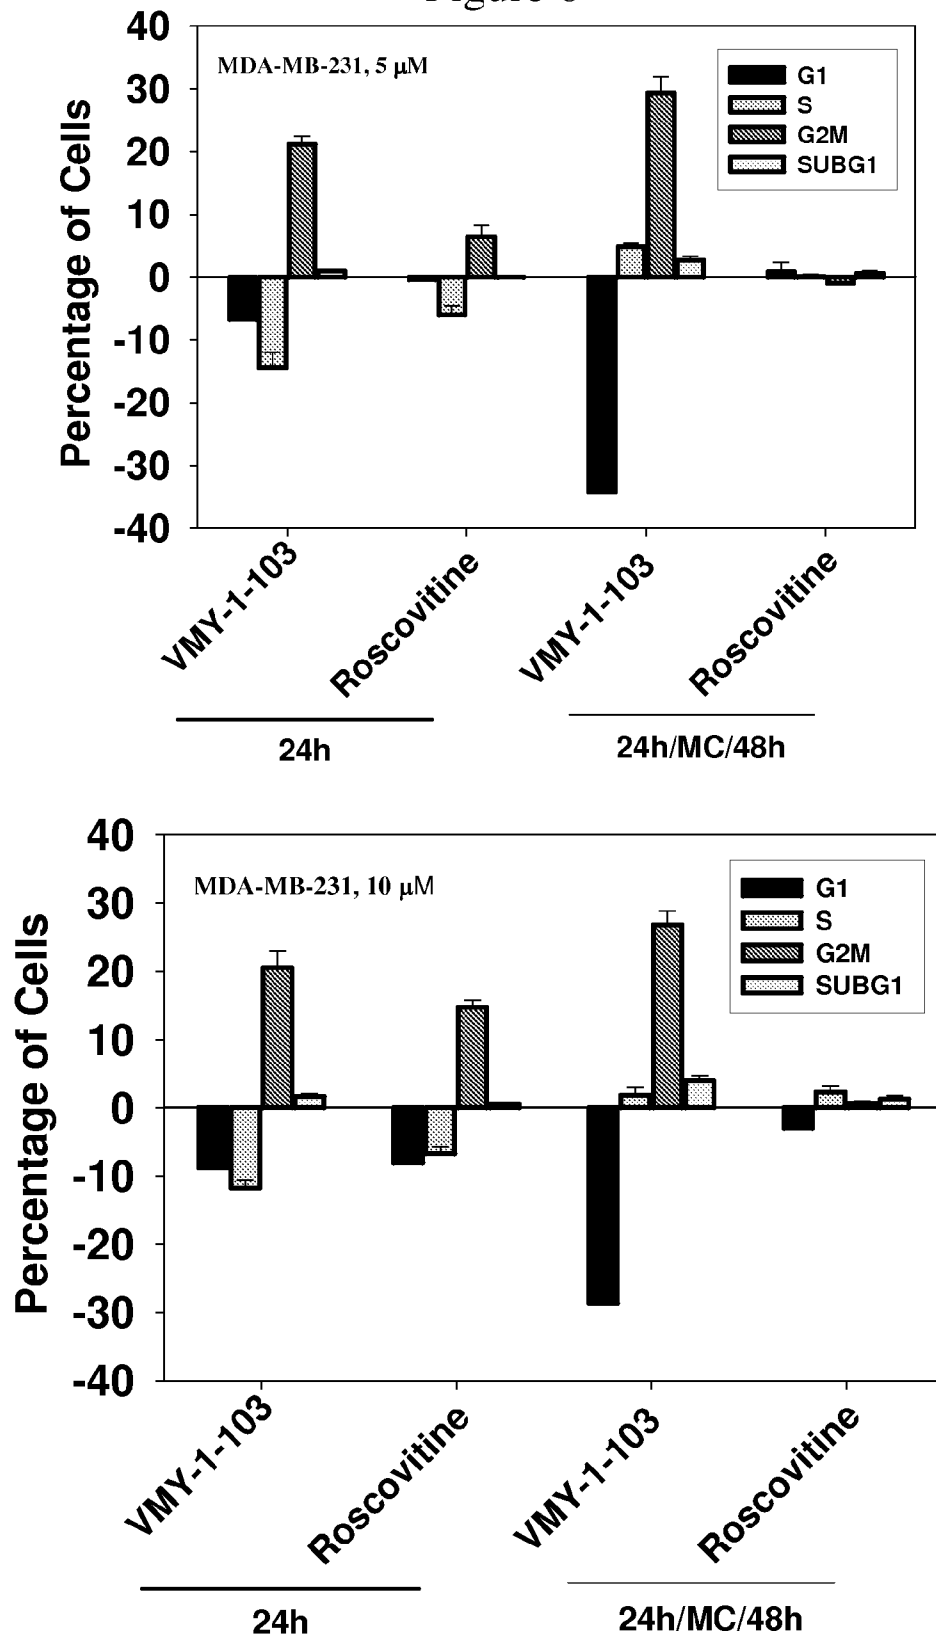 40
MDA-MB-231, 5 µM
G1
S
G2M
SUBG1
30
20
10
0
-10
-20
-30
-40
Percentage of Cells
VMY-1-103
Roscovitine
VMY-1-103
Roscovitine
24h
24h/MC/48h
40
MDA-MB-231, 10 µM
G1
S
G2M
SUBG1
30
20
10
0
-10
-20
-30
-40
Percentage of Cells
VMY-1-103
Roscovitine
VMY-1-103
Roscovitine
24h
24h/MC/48h